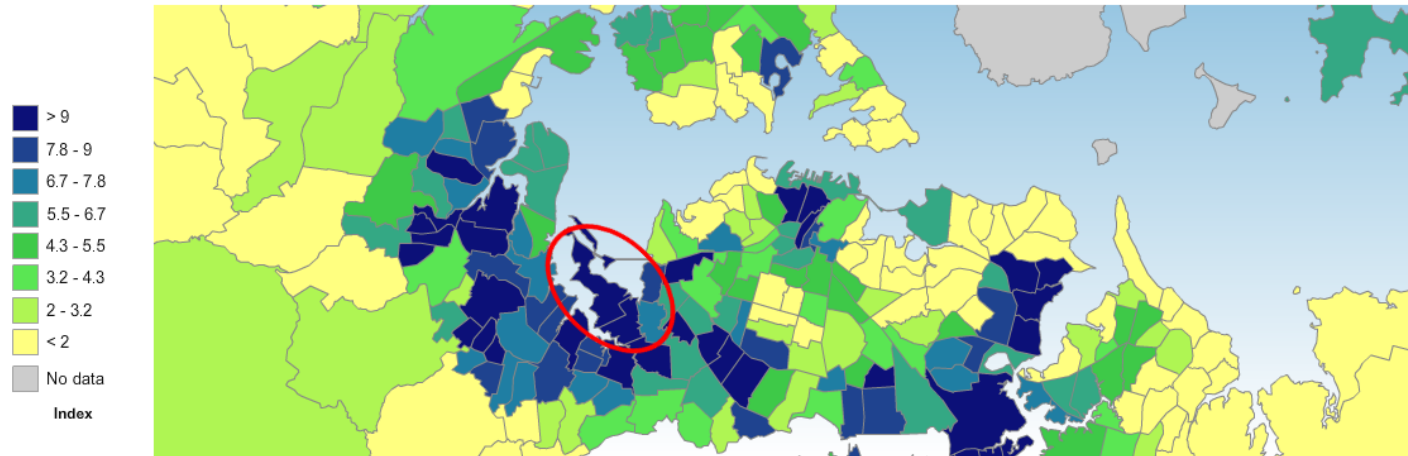 > 9
7.8 - 9
6.7 - 7.8
5.5 - 6.7
4.3 - 5.5
3.2 - 4.3
2 - 3.2
< 2
No data
Index